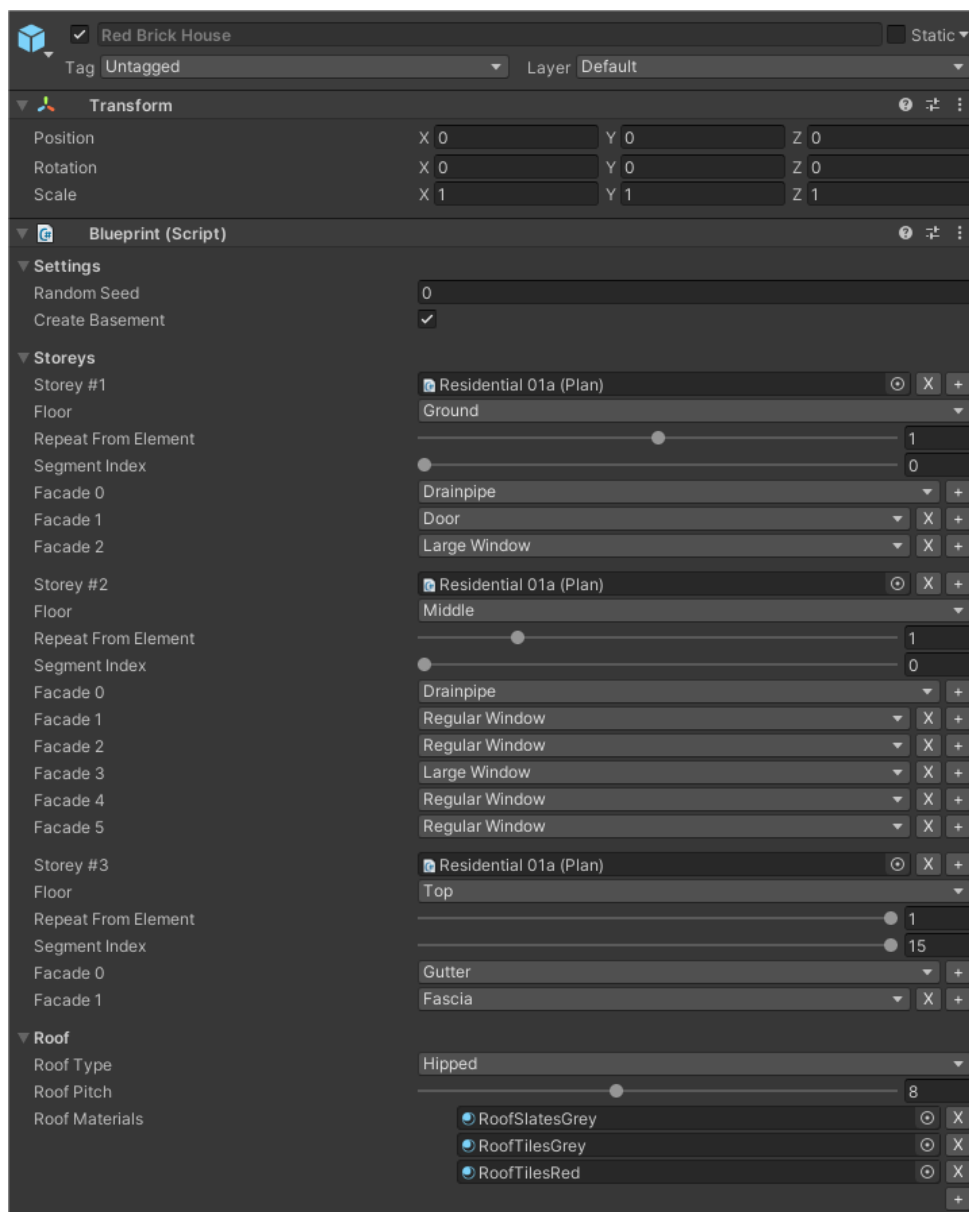 Red Brick House Static
Tag Untagged Layer Default
Transform
Position X 0 Y 0 Z 0
Rotation X 0 Y 0 Z 0
Scale X 1 Y 1 Z 1
Blueprint (Script)
Settings
Random Seed 0
Create Basement
Storeys
Storey #1 Residential 01a (Plan) X +
Floor Ground
Repeat From Element 1
Segment Index 0
Facade 0 Drainpipe +
Facade 1 Door X +
Facade 2 Large Window X +
Storey #2 Residential 01a (Plan) X +
Floor Middle
Repeat From Element 1
Segment Index 0
Facade 0 Drainpipe +
Facade 1 Regular Window X +
Facade 2 Regular Window X +
Facade 3 Large Window X +
Facade 4 Regular Window X +
Facade 5 Regular Window X +
Storey #3 Residential 01a (Plan) X +
Floor Top
Repeat From Element 1
Segment Index 15
Facade 0 Gutter +
Facade 1 Fascia X +
Roof
Roof Type Hipped
Roof Pitch 8
Roof Materials RoofSlatesGrey X
RoofTilesGrey X
RoofTilesRed X
+